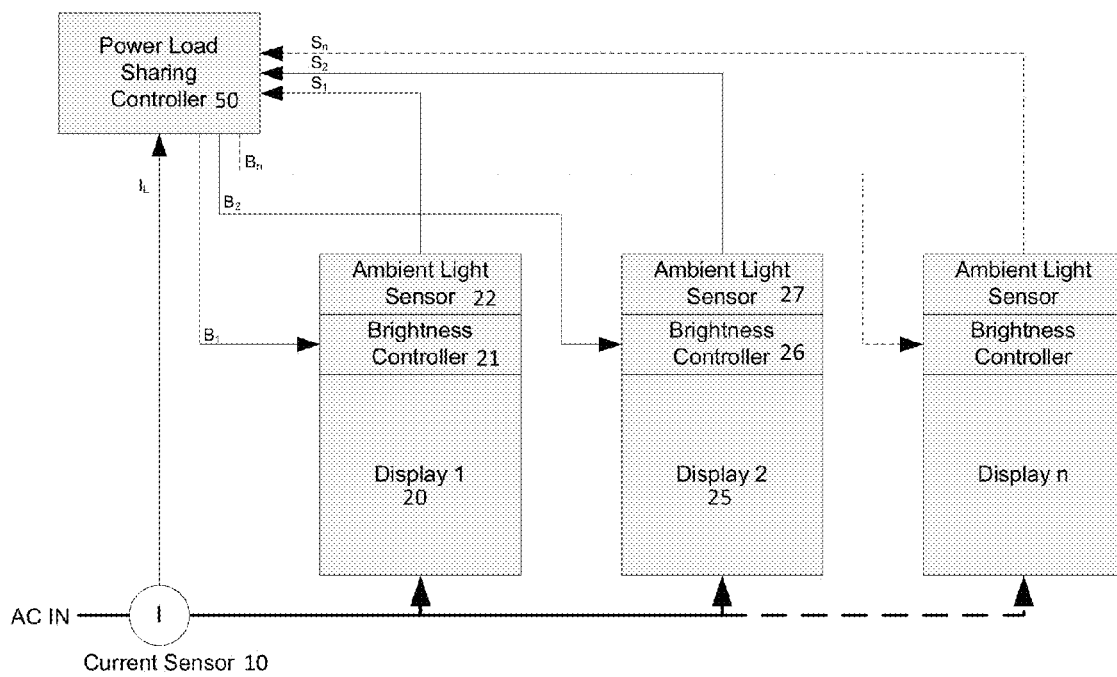 Power Load
Sharing
Controller 50
Sn
S2
S1
IL
Bn
B2
B1
Ambient Light
Sensor 22
Brightness
Controller 21
Display 1
20
Ambient Light
Sensor 27
Brightness
Controller 26
Display 2
25
Ambient Light
Sensor
Brightness
Controller
Display n
AC IN
I
Current Sensor 10